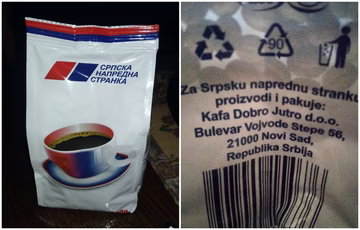 СРПСКА
НАПРЕДНА
СТРАНКА
90
Za Srpsku naprednu stranku
proizvodi i pakuje:
Kafa Dobro Jutro d.o.o.
Bulevar Vojvode Stepe 56,
21000 Novi Sad,
Republika Srbija